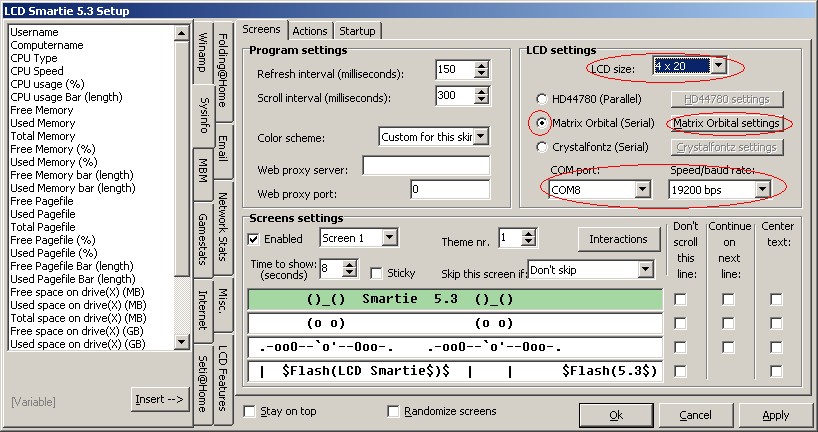 LCD Smartie 5.3 Setup
Username
Computername
CPU Type
CPU Speed
CPU usage (%)
CPU usage Bar (length)
Free Memory
Used Memory
Total Memory
Free Memory (%)
Used Memory (%)
Free Memory bar (length)
Used Memory bar (length)
Free Pagefile
Used Pagefile
Total Pagefile
Free Pagefile (%)
Used Pagefile (%)
Free Pagefile Bar (length)
Used Pagefile Bar (length)
Free space on drive(X) (MB)
Used space on drive(X) (MB)
Total space on drive(X) (MB)
Free space on drive(X) (GB)
Used space on drive(X) (GB)
[Variable]
Insert -->
Winamp
Sysinfo
MBM
Gamestats
Internet
Seti@Home
Folding@Home
Email
Network Stats
Misc.
LCD Features
Screens
Actions
Startup
Program settings
Refresh interval (milliseconds):
150
Scroll interval (milliseconds):
300
Color scheme:
Custom for this skin
Web proxy server:
Web proxy port:
0
LCD settings
LCD size:
4 x 20
HD44780 (Parallel)
HD44780 settings
Matrix Orbital (Serial)
Matrix Orbital settings
Crystalfontz (Serial)
Crystalfontz settings
COM port:
Speed/baud rate:
COM8
19200 bps
Screens settings
Enabled
Screen 1
Theme nr.
1
Interactions
Time to show:
(seconds)
8
Sticky
Skip this screen if:
Don't skip
Don't
scroll
this
line:
Continue
on
next
line:
Center
text:
()_() Smartie 5.3 ()_()
(o o) (o o)
.-ooO--`o'--Ooo-. .-ooO--`o'--Ooo-.
| $Flash(LCD Smartie$)$ | | $Flash(5.3$)
Stay on top
Randomize screens
Ok
Cancel
Apply